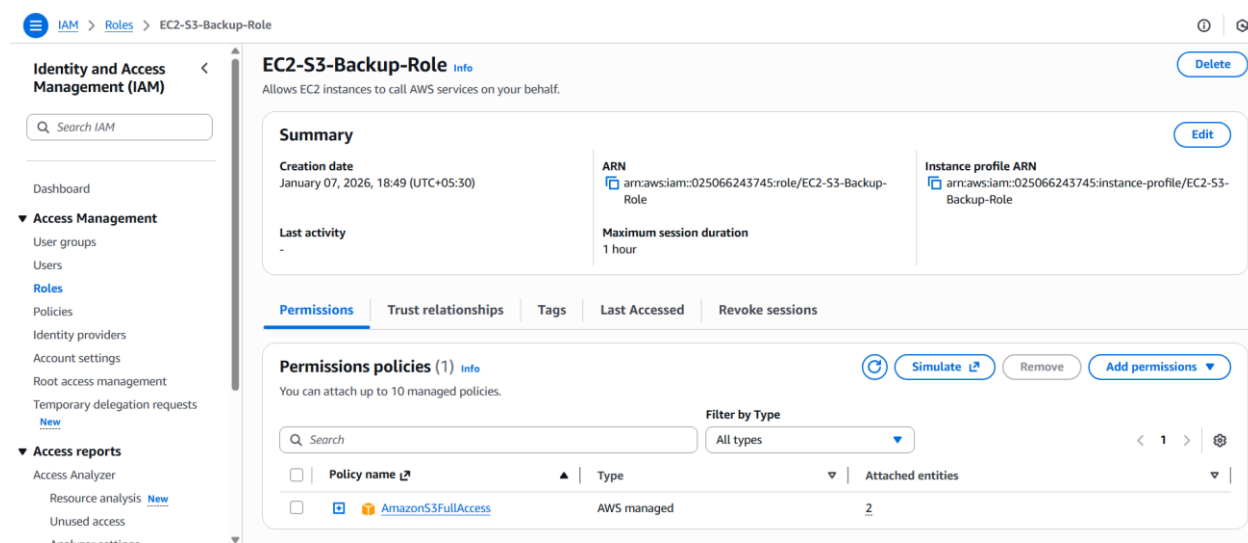 IAM > Roles > EC2-S3-Backup-Role
Identity and Access
Management (IAM)
Search IAM
Dashboard
Access Management
User groups
Users
Roles
Policies
Identity providers
Account settings
Root access management
Temporary delegation requests
New
Access reports
Access Analyzer
Resource analysis New
Unused access
Analyzer settings
EC2-S3-Backup-Role Info
Delete
Allows EC2 instances to call AWS services on your behalf.
Summary
Edit
Creation date
January 07, 2026, 18:49 (UTC+05:30)
ARN
arn:aws:iam::025066243745:role/EC2-S3-Backup-
Role
Instance profile ARN
arn:aws:iam::025066243745:instance-profile/EC2-S3-
Backup-Role
Last activity
-
Maximum session duration
1 hour
Permissions
Trust relationships
Tags
Last Accessed
Revoke sessions
Permissions policies (1) Info
Simulate
Remove
Add permissions
You can attach up to 10 managed policies.
Filter by Type
Search
All types
1
Policy name
Type
Attached entities
AmazonS3FullAccess
AWS managed
2